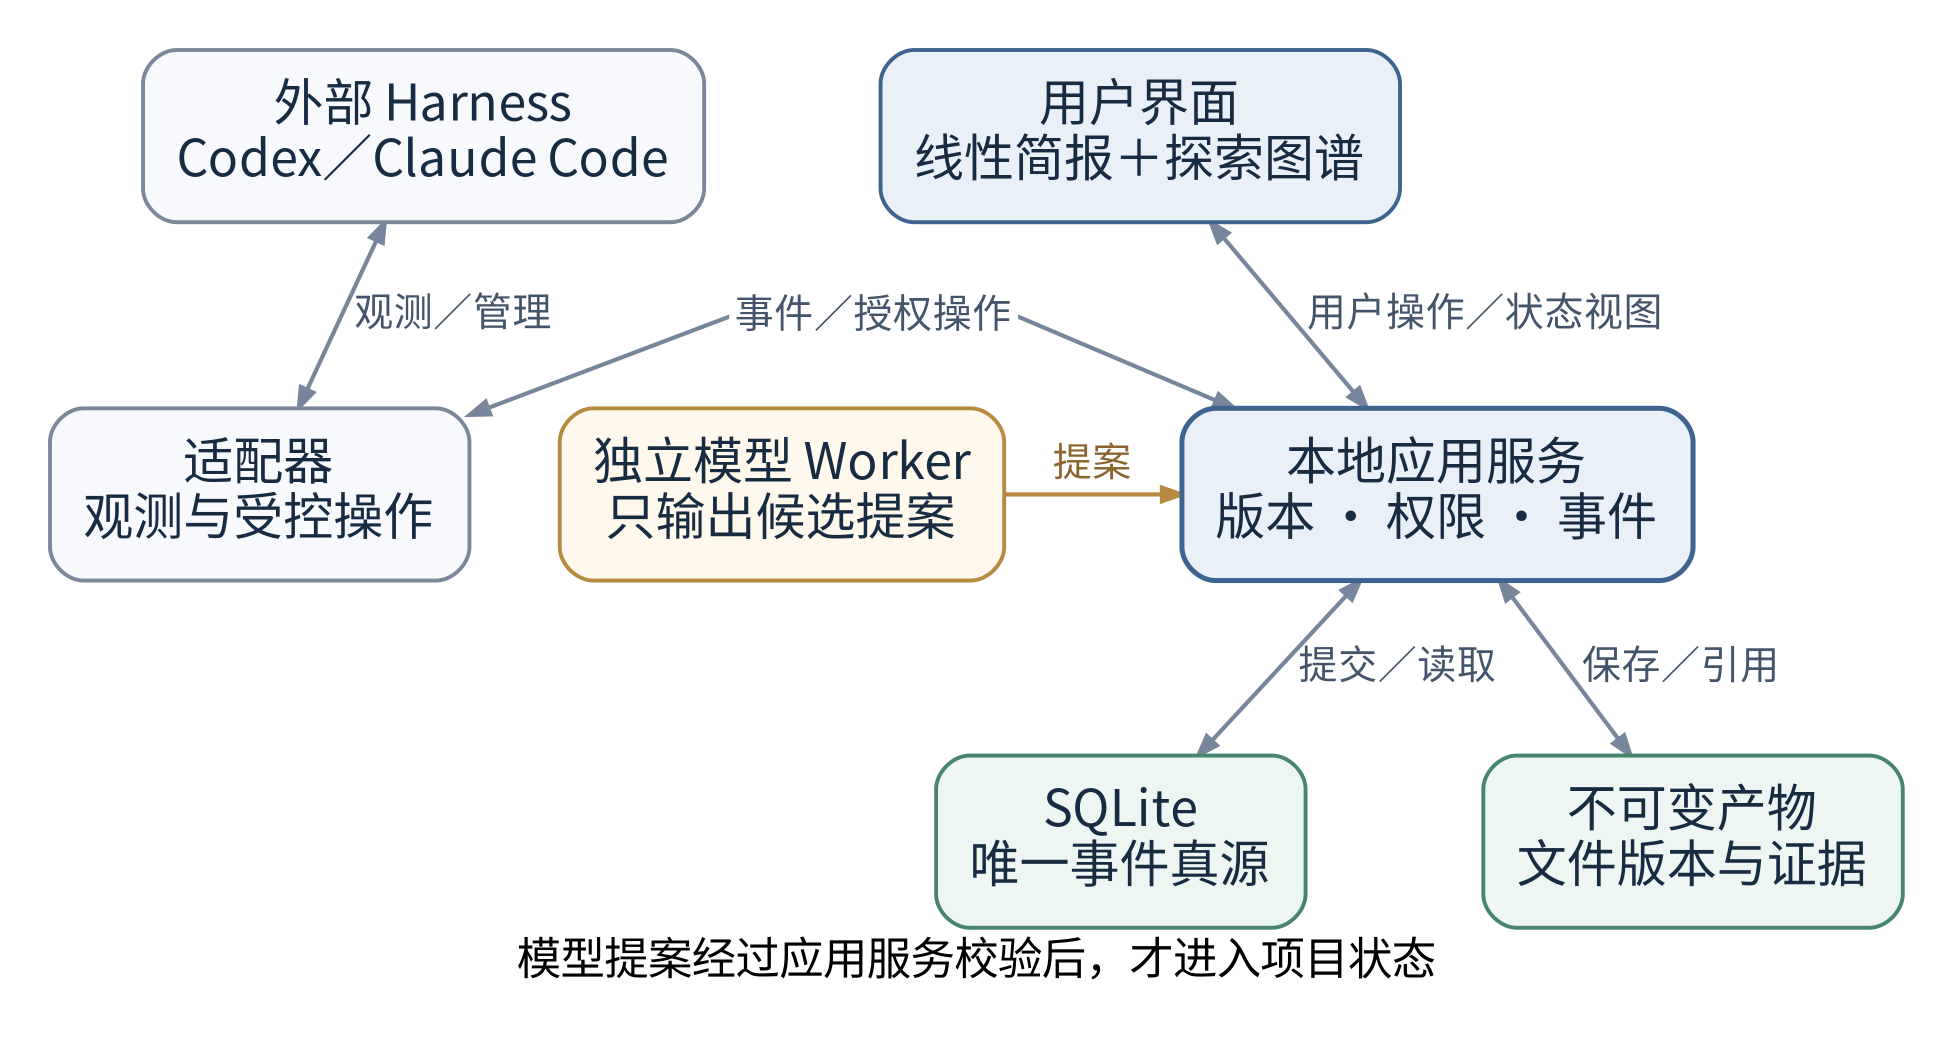 外部 Harness
Codex／Claude Code
用户界面
线性简报＋探索图谱
观测／管理
事件／授权操作
用户操作／状态视图
适配器
观测与受控操作
独立模型 Worker
只输出候选提案
提案
本地应用服务
版本 · 权限 · 事件
提交／读取
保存／引用
SQLite
唯一事件真源
不可变产物
文件版本与证据
模型提案经过应用服务校验后，才进入项目状态